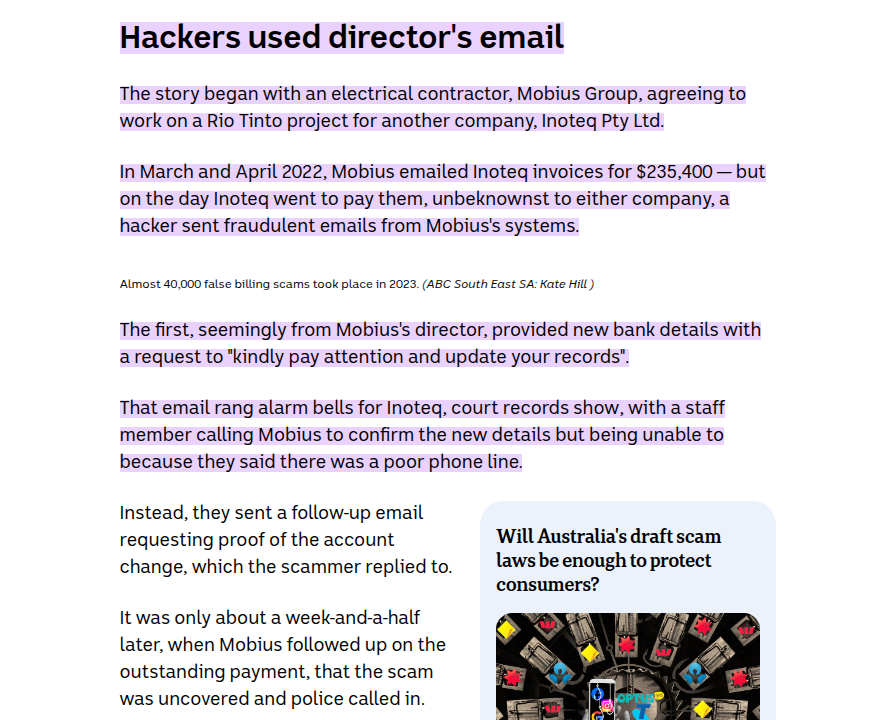 Hackers used director's email
The story began with an electrical contractor, Mobius Group, agreeing to
work on a Rio Tinto project for another company, Inoteq Pty Ltd.
In March and April 2022, Mobius emailed Inoteq invoices for $235,400 — but
on the day Inoteq went to pay them, unbeknownst to either company, a
hacker sent fraudulent emails from Mobius's systems.
Almost 40,000 false billing scams took place in 2023. (ABC South East SA: Kate Hill )
The first, seemingly from Mobius's director, provided new bank details with
a request to "kindly pay attention and update your records".
That email rang alarm bells for Inoteq, court records show, with a staff
member calling Mobius to confirm the new details but being unable to
because they said there was a poor phone line.
Instead, they sent a follow-up email
requesting proof of the account
change, which the scammer replied to.
It was only about a week-and-a-half
later, when Mobius followed up on the
outstanding payment, that the scam
was uncovered and police called in.
Will Australia's draft scam
laws be enough to protect
consumers?
OPTUS